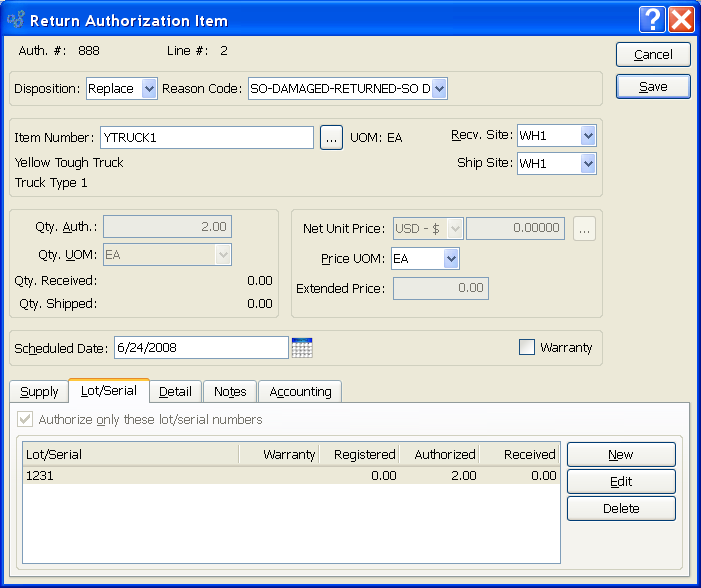 Return Authorization Item
Auth. #: 888 Line #: 2
Cancel
Disposition: Replace Reason Code: SO-DAMAGED-RETURNED-SO D
Save
Item Number: YTRUCK1 ... UOM: EA Recv. Site: WH1
Yellow Tough Truck Ship Site: WH1
Truck Type 1
Qty. Auth.: 2.00 Net Unit Price: USD - $ 0.00000 ...
Qty. UOM: EA Price UOM: EA
Qty. Received: 0.00
Extended Price: 0.00
Qty. Shipped: 0.00
Scheduled Date: 6/24/2008 Warranty
Supply Lot/Serial Detail Notes Accounting
Authorize only these lot/serial numbers
Lot/Serial Warranty Registered Authorized Received New
1231 0.00 2.00 0.00 Edit
Delete